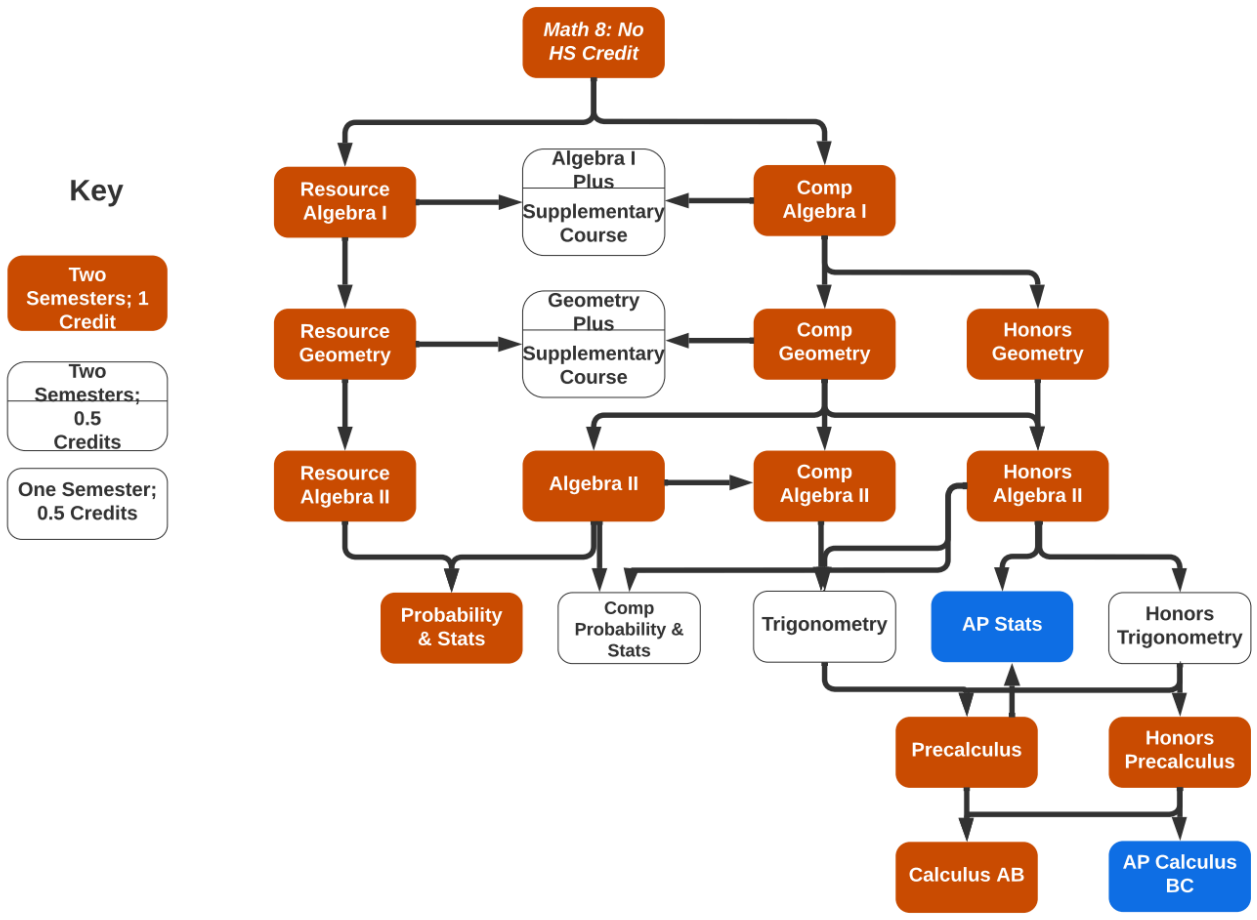 Math 8: No
HS Credit
Key
Resource
Algebra I
Algebra I
Plus
Supplementary
Course
Comp
Algebra I
Two
Semesters; 1
Credit
Resource
Geometry
Geometry
Plus
Supplementary
Course
Comp
Geometry
Honors
Geometry
Two
Semesters;
0.5
Credits
Resource
Algebra II
Algebra II
Comp
Algebra II
Honors
Algebra II
One Semester;
0.5 Credits
Probability
& Stats
Comp
Probability &
Stats
Trigonometry
AP Stats
Honors
Trigonometry
Precalculus
Honors
Precalculus
Calculus AB
AP Calculus
BC